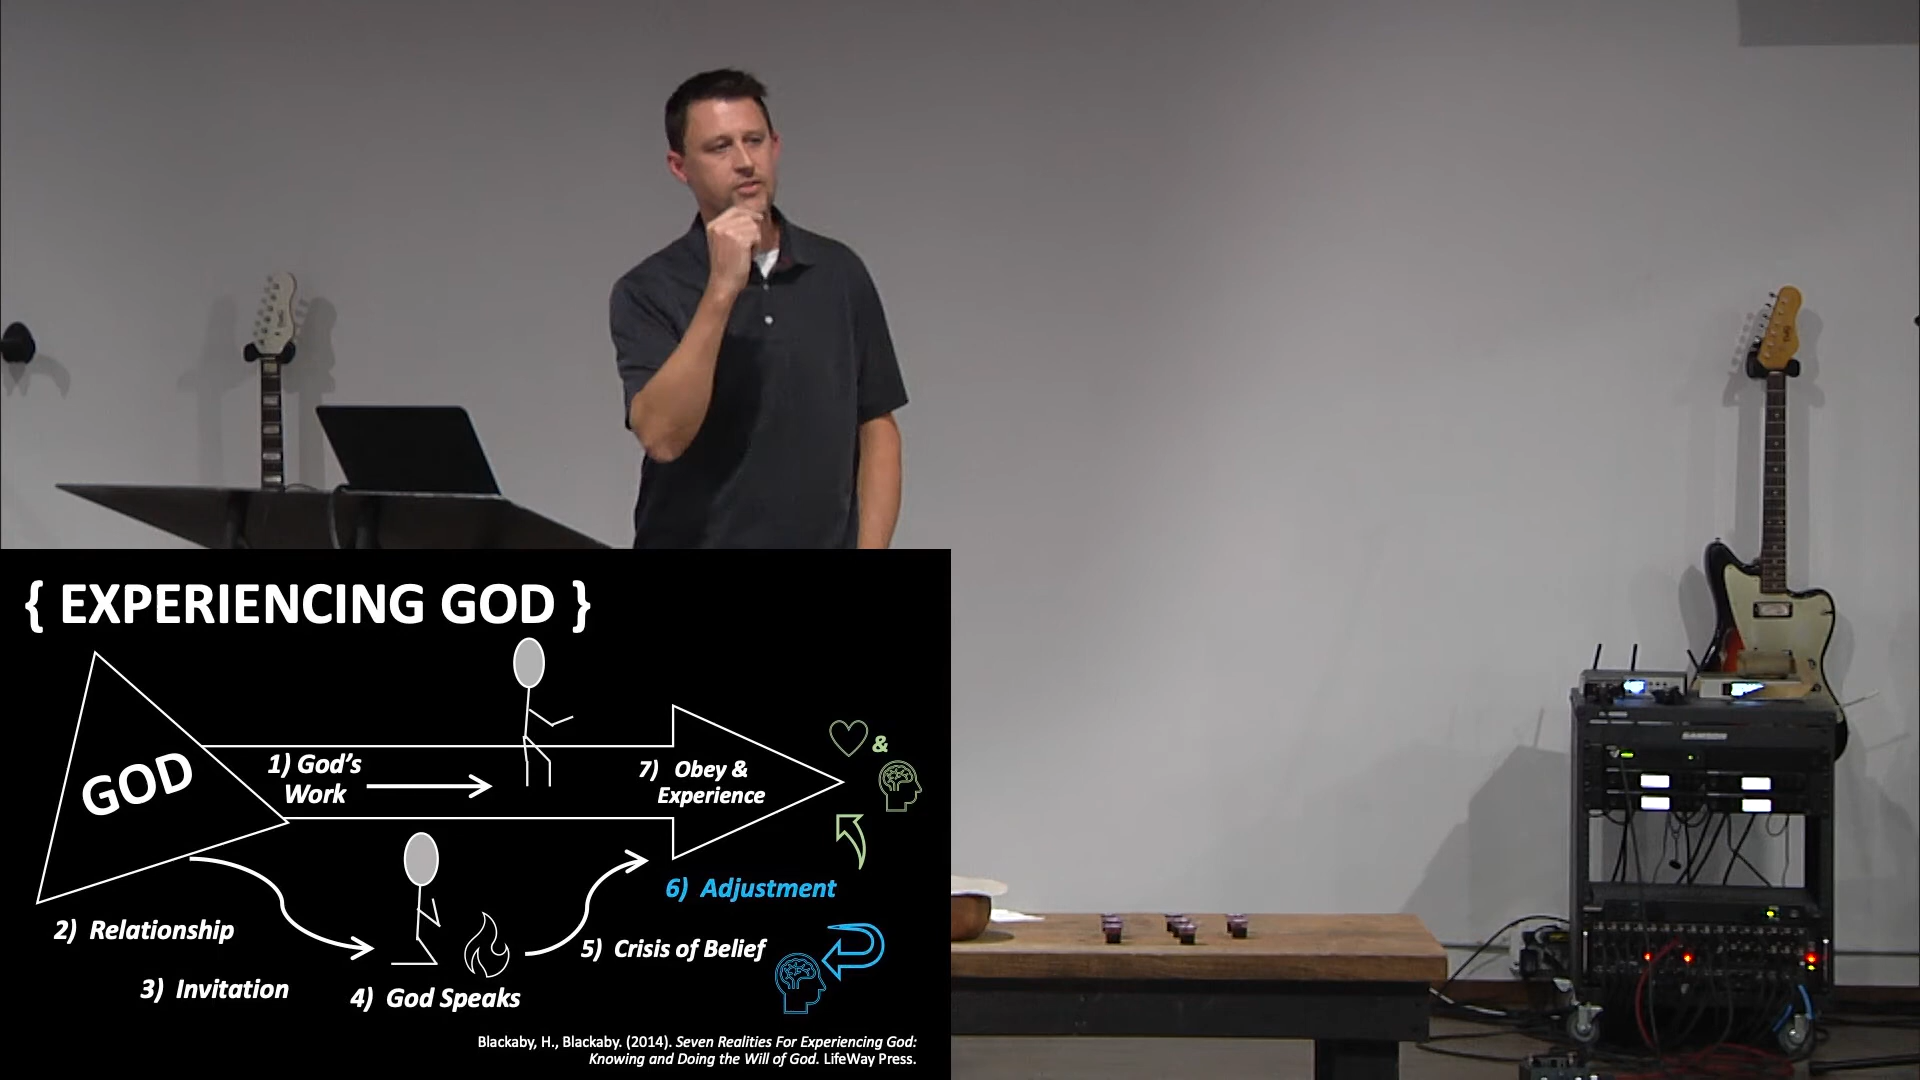 { EXPERIENCING GOD }
GOD
1) God's
Work
7) Obey &
Experience
&
6) Adjustment
2) Relationship
5) Crisis of Belief
3) Invitation
4) God Speaks
Blackaby, H., Blackaby. (2014). Seven Realities For Experiencing God:
Knowing and Doing the Will of God. LifeWay Press.
SAMSON